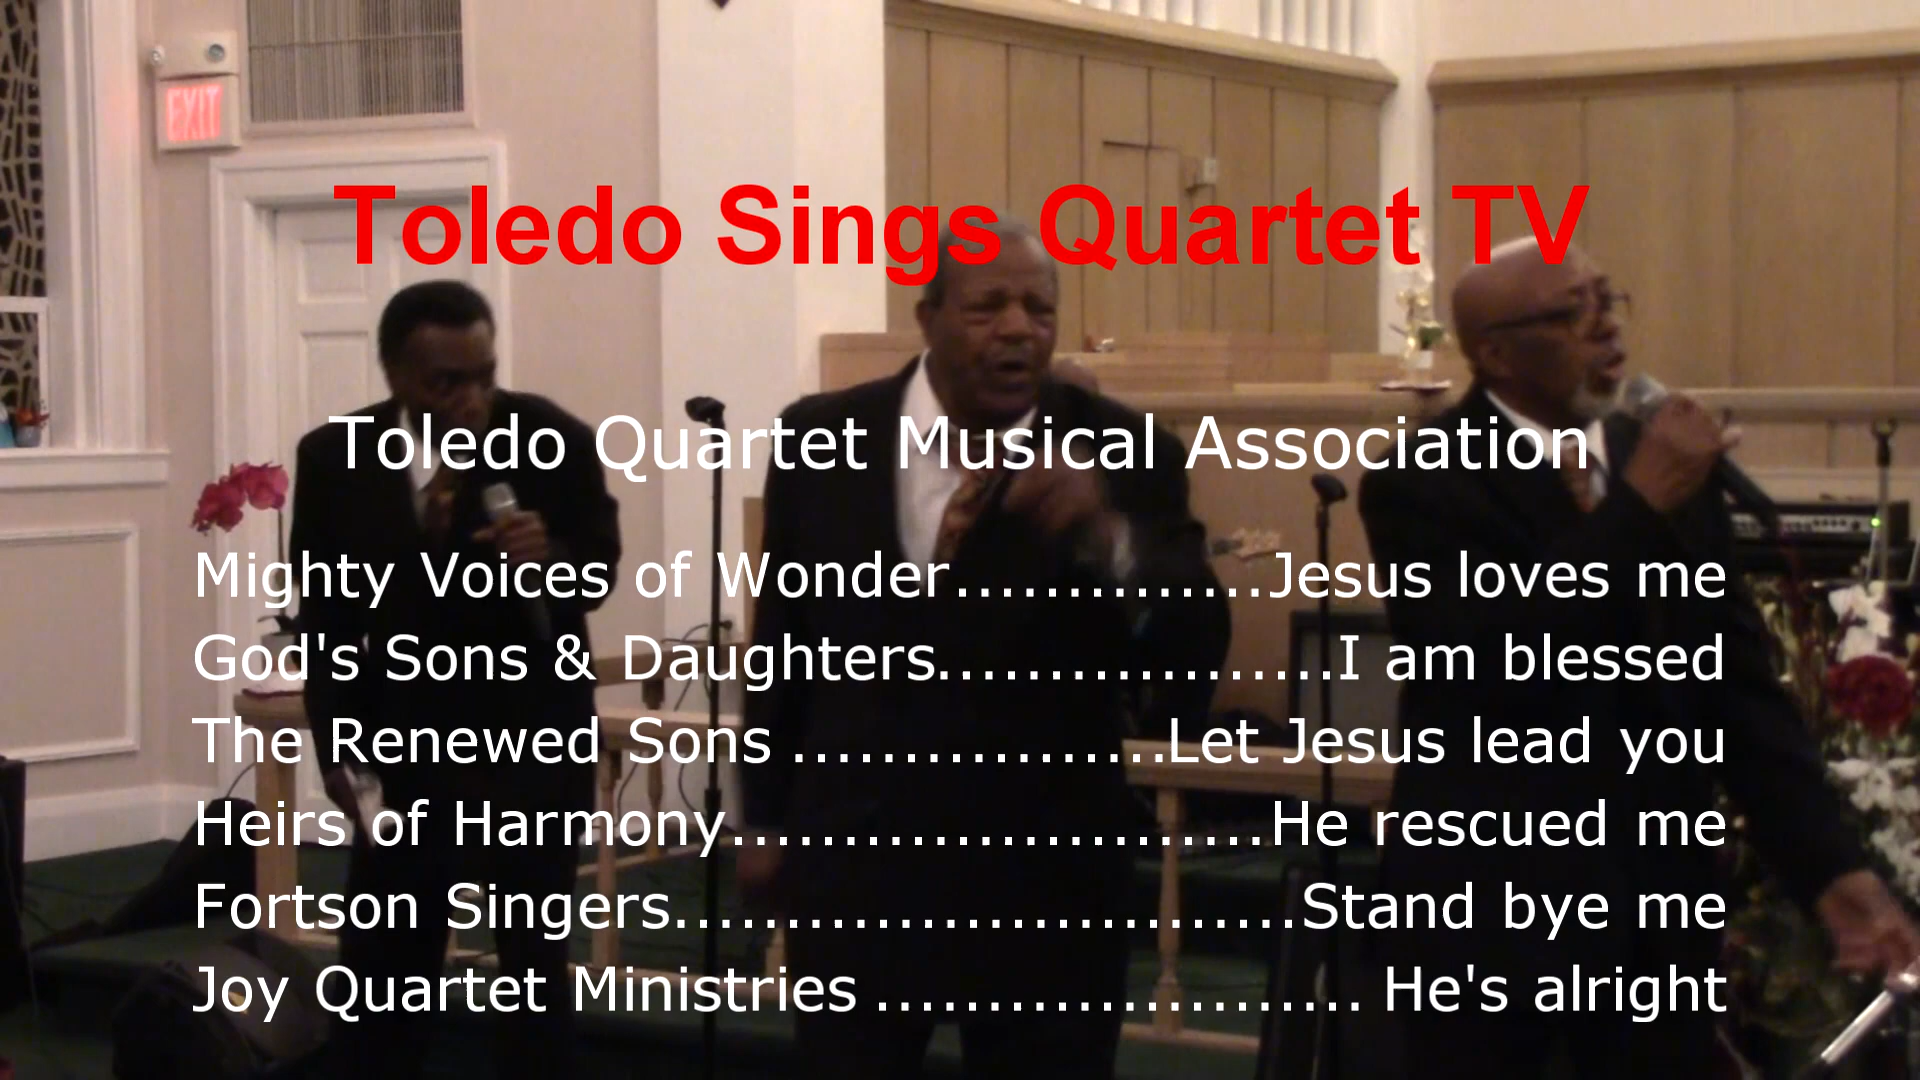 EXIT
Toledo Sings Quartet TV
Toledo Quartet Musical Association
Mighty Voices of Wonder..............Jesus loves me
God's Sons & Daughters..................I am blessed
The Renewed Sons .................Let Jesus lead you
Heirs of Harmony........................He rescued me
Fortson Singers............................Stand bye me
Joy Quartet Ministries ...................... He's alright